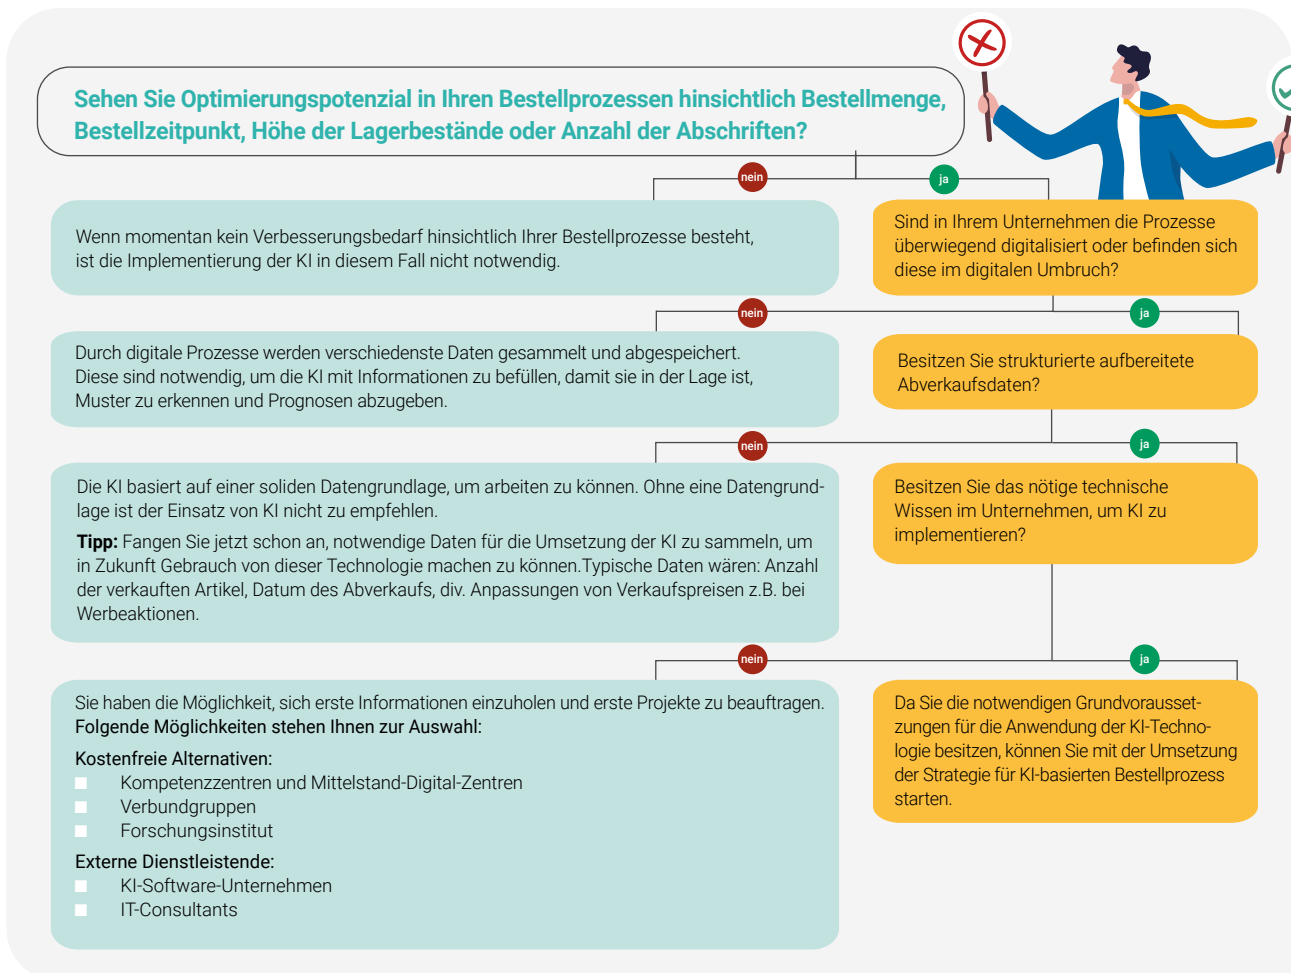 Sehen Sie Optimierungspotenzial in Ihren Bestellprozessen hinsichtlich Bestellmenge,
Bestellzeitpunkt, Höhe der Lagerbestände oder Anzahl der Abschriften?
nein
ja
Wenn momentan kein Verbesserungsbedarf hinsichtlich Ihrer Bestellprozesse besteht,
ist die Implementierung der KI in diesem Fall nicht notwendig.
Sind in Ihrem Unternehmen die Prozesse
überwiegend digitalisiert oder befinden sich
diese im digitalen Umbruch?
nein
ja
Durch digitale Prozesse werden verschiedenste Daten gesammelt und abgespeichert.
Diese sind notwendig, um die KI mit Informationen zu befüllen, damit sie in der Lage ist,
Muster zu erkennen und Prognosen abzugeben.
Besitzen Sie strukturierte aufbereitete
Abverkaufsdaten?
nein
ja
Die KI basiert auf einer soliden Datengrundlage, um arbeiten zu können. Ohne eine Datengrund-
lage ist der Einsatz von KI nicht zu empfehlen.
Tipp: Fangen Sie jetzt schon an, notwendige Daten für die Umsetzung der KI zu sammeln, um
in Zukunft Gebrauch von dieser Technologie machen zu können.Typische Daten wären: Anzahl
der verkauften Artikel, Datum des Abverkaufs, div. Anpassungen von Verkaufspreisen z.B. bei
Werbeaktionen.
Besitzen Sie das nötige technische
Wissen im Unternehmen, um KI zu
implementieren?
nein
ja
Sie haben die Möglichkeit, sich erste Informationen einzuholen und erste Projekte zu beauftragen.
Folgende Möglichkeiten stehen Ihnen zur Auswahl:
Kostenfreie Alternativen:
Kompetenzzentren und Mittelstand-Digital-Zentren
Verbundgruppen
Forschungsinstitut
Externe Dienstleistende:
KI-Software-Unternehmen
IT-Consultants
Da Sie die notwendigen Grundvorausset-
zungen für die Anwendung der KI-Techno-
logie besitzen, können Sie mit der Umsetzung
der Strategie für KI-basierten Bestellprozess
starten.